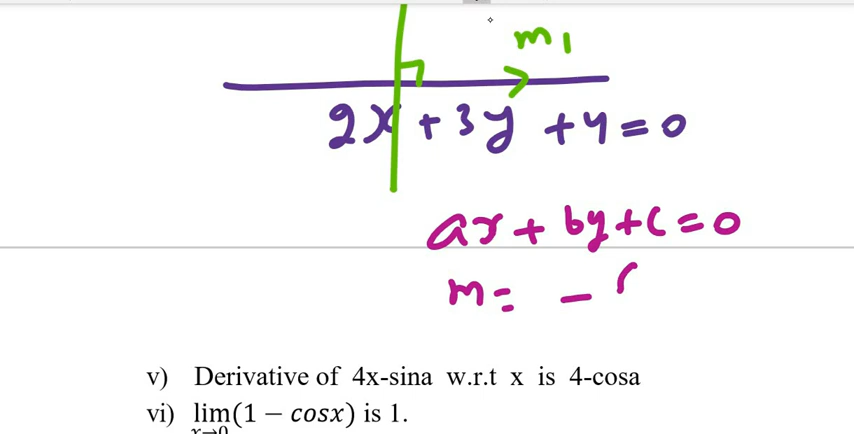 m₁
2x + 3y + 4 = 0
ax + by + c = 0
m = - (
v) Derivative of 4x-sina w.r.t x is 4-cosa
vi) lim(1 − cosx) is 1.
x→0